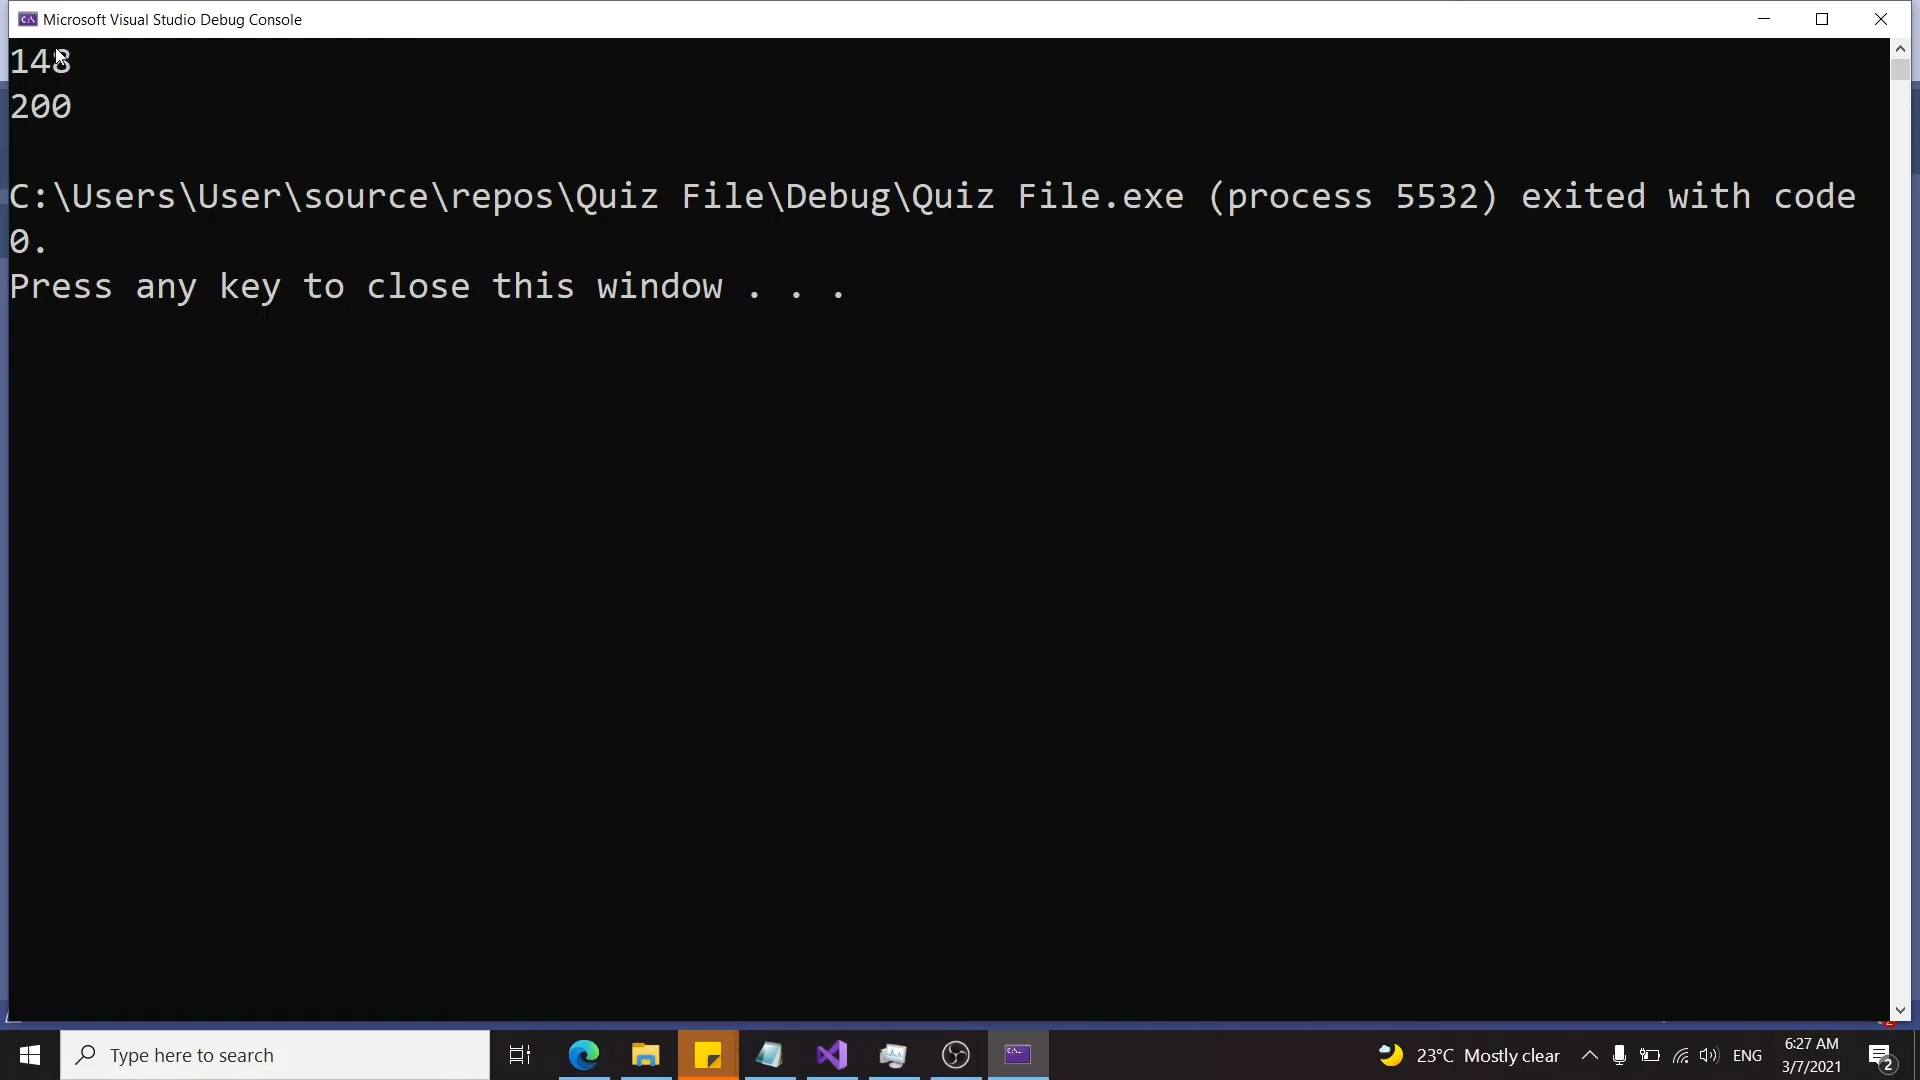 Microsoft Visual Studio Debug Console
148
200
C:\Users\User\source\repos\Quiz File\Debug\Quiz File.exe (process 5532) exited with code
0.
Press any key to close this window . . .
Type here to search
23°C Mostly clear
ENG
6:27 AM
3/7/2021
2